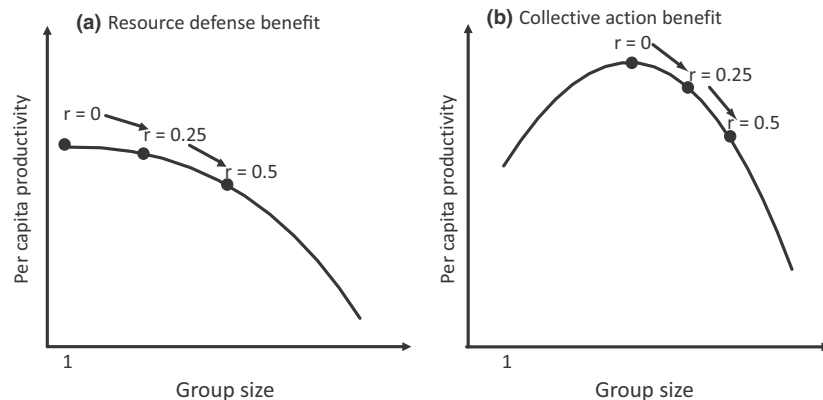 (a) Resource defense benefit
Per capita productivity
r = 0
r = 0.25
r = 0.5
1
Group size
(b) Collective action benefit
Per capita productivity
r = 0
r = 0.25
r = 0.5
1
Group size